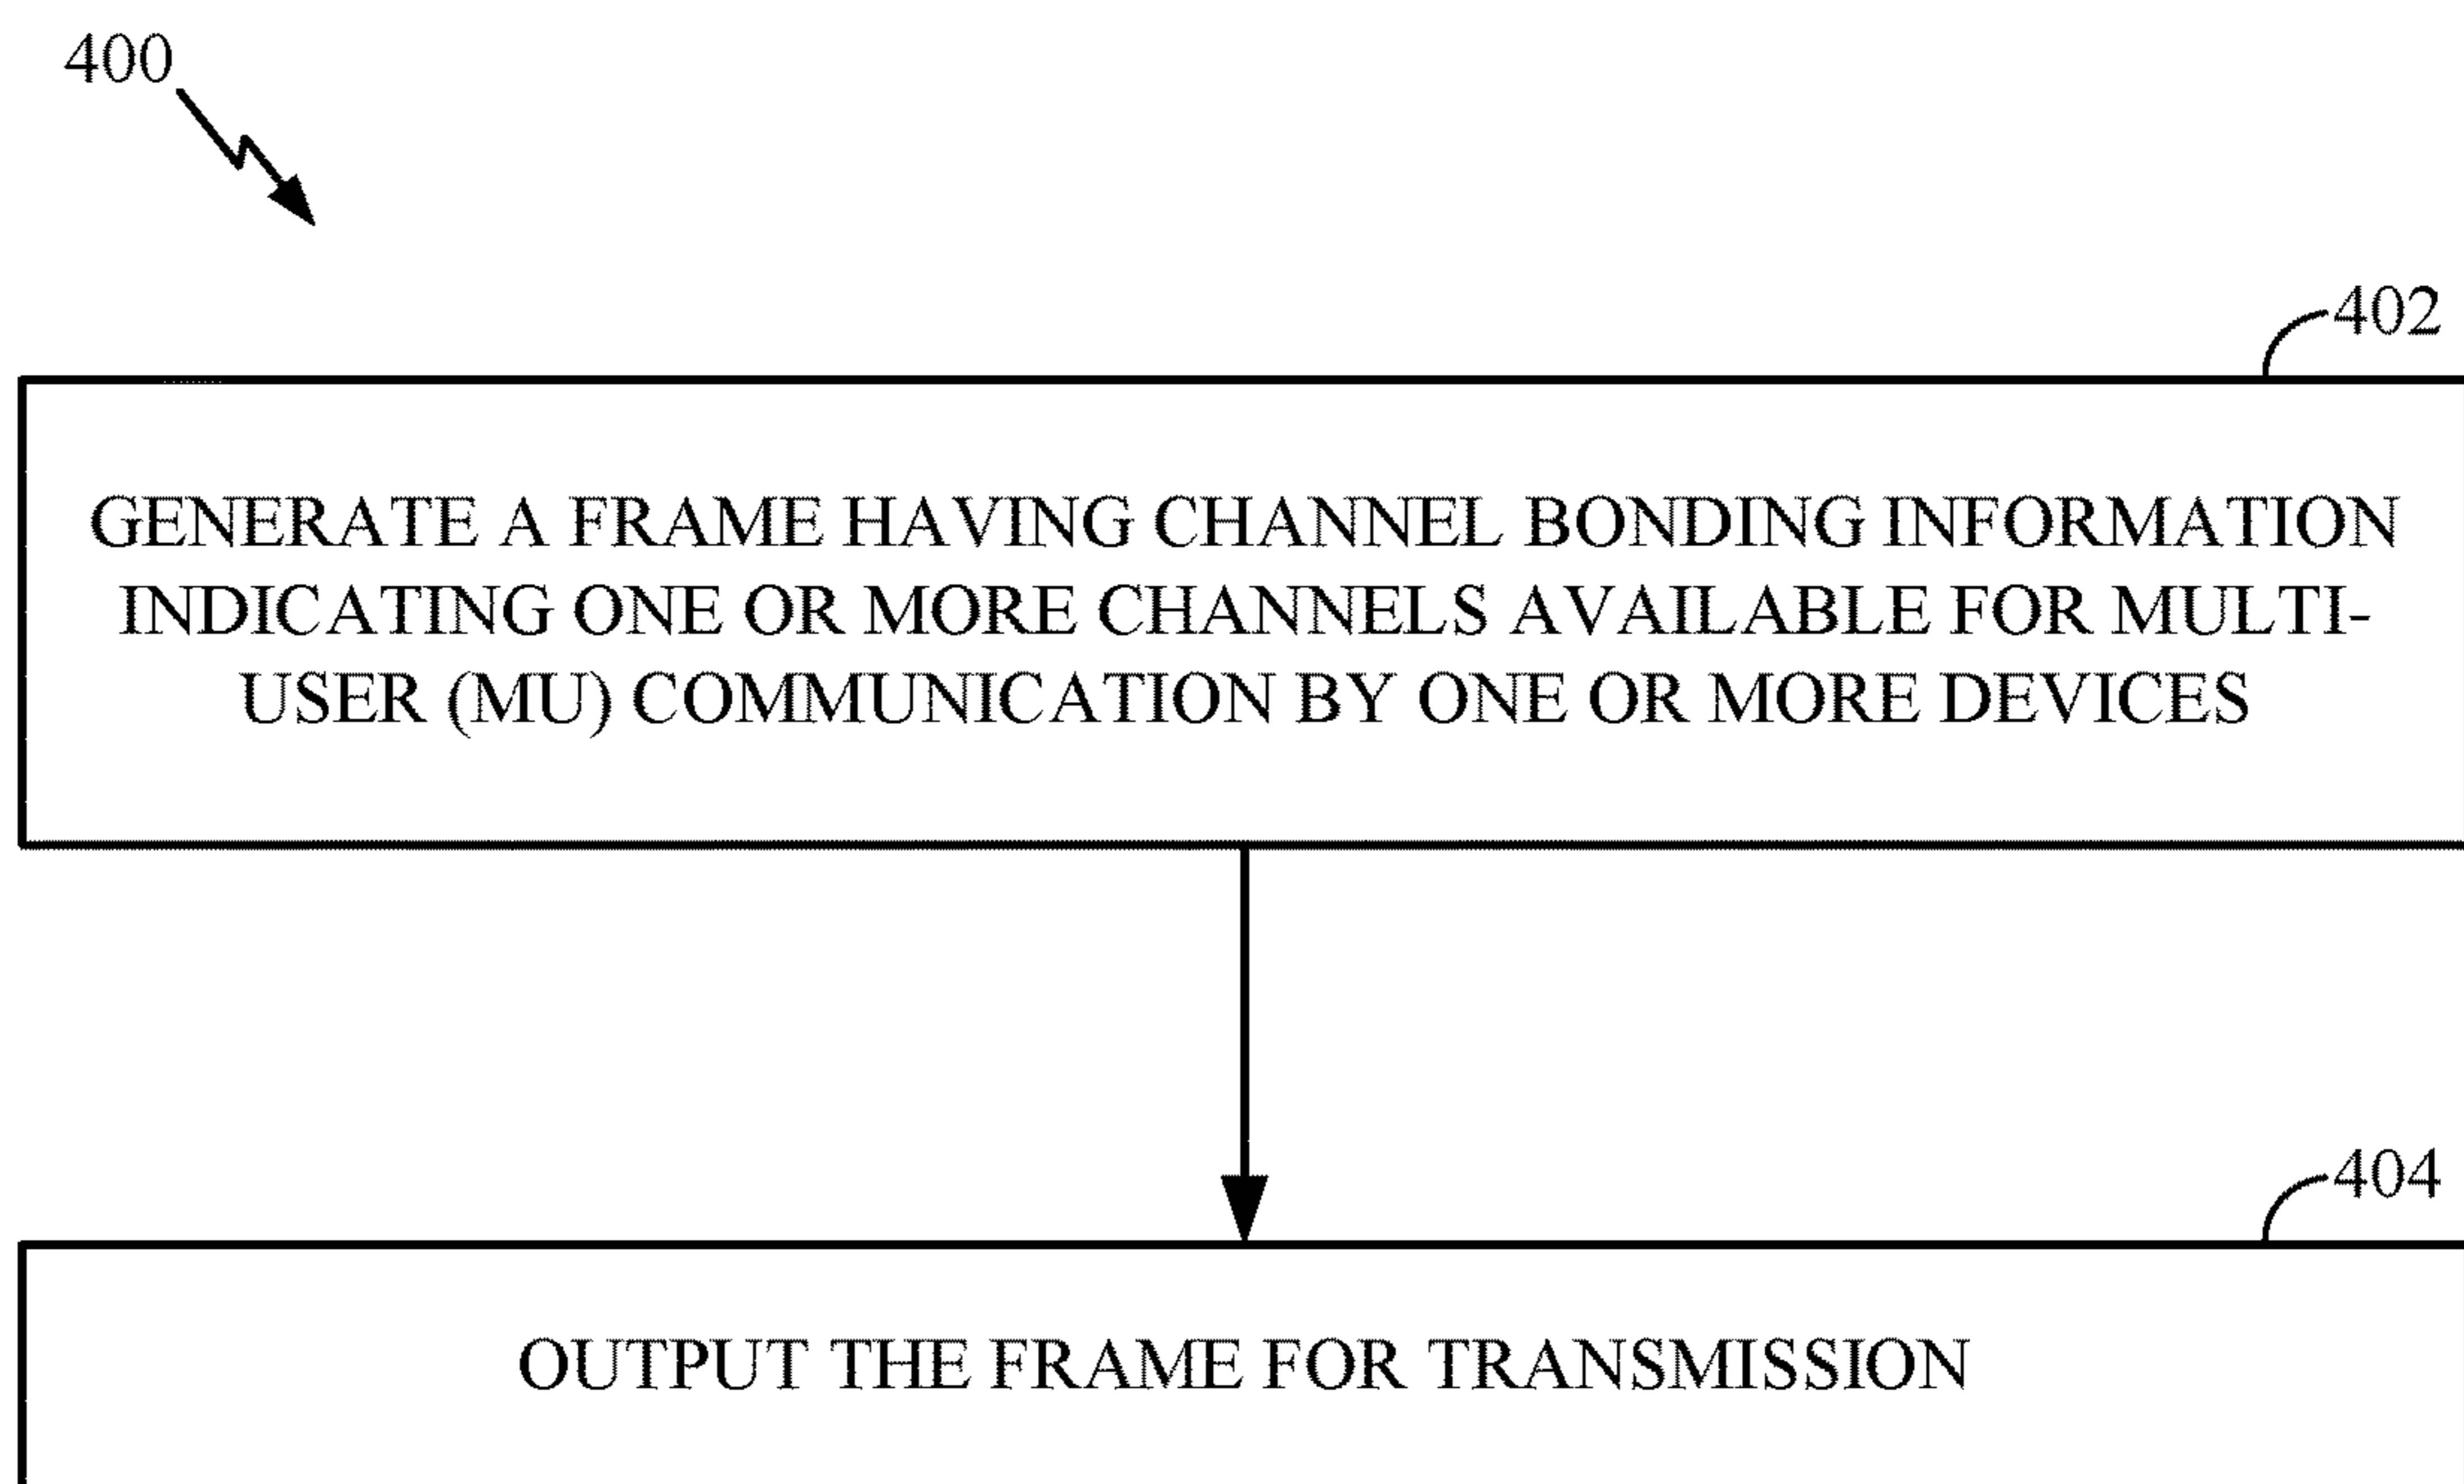 400
402
GENERATE A FRAME HAVING CHANNEL BONDING INFORMATION
INDICATING ONE OR MORE CHANNELS AVAILABLE FOR MULTI-
USER (MU) COMMUNICATION BY ONE OR MORE DEVICES
404
OUTPUT THE FRAME FOR TRANSMISSION